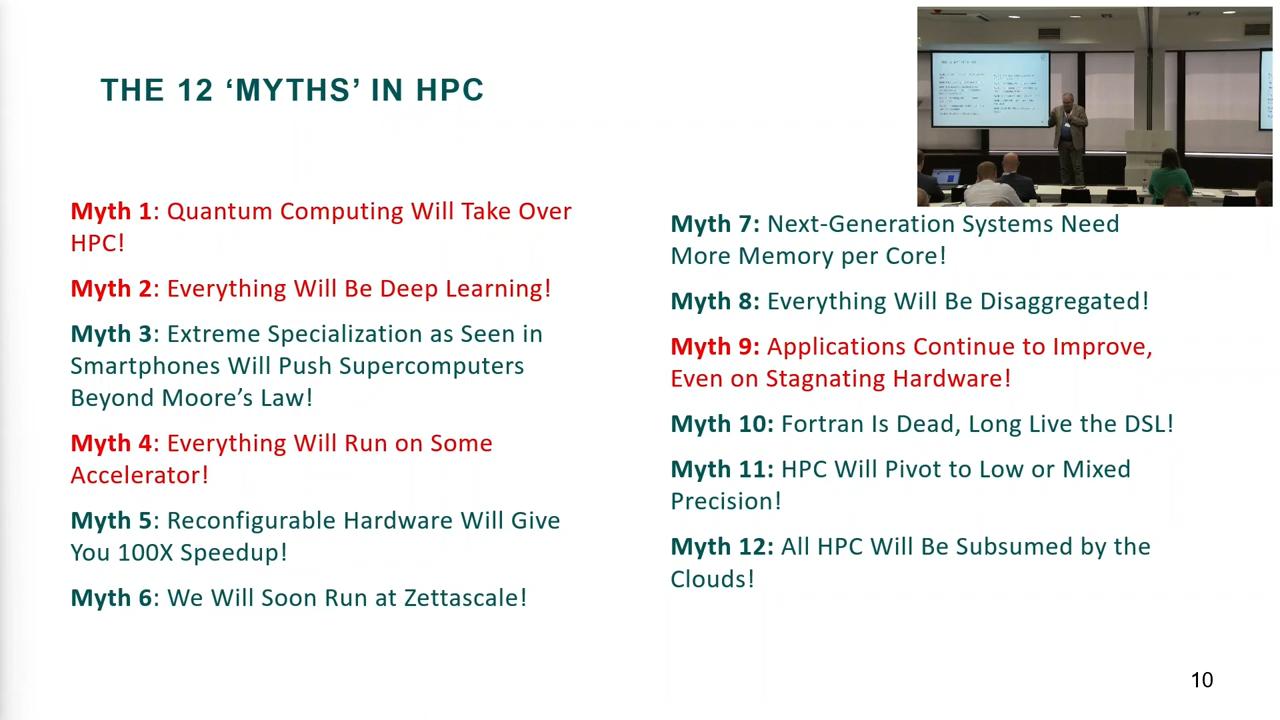 THE 12 ‘MYTHS’ IN HPC
Myth 1: Quantum Computing Will Take Over
HPC!
Myth 2: Everything Will Be Deep Learning!
Myth 3: Extreme Specialization as Seen in
Smartphones Will Push Supercomputers
Beyond Moore’s Law!
Myth 4: Everything Will Run on Some
Accelerator!
Myth 5: Reconfigurable Hardware Will Give
You 100X Speedup!
Myth 6: We Will Soon Run at Zettascale!
Myth 7: Next-Generation Systems Need
More Memory per Core!
Myth 8: Everything Will Be Disaggregated!
Myth 9: Applications Continue to Improve,
Even on Stagnating Hardware!
Myth 10: Fortran Is Dead, Long Live the DSL!
Myth 11: HPC Will Pivot to Low or Mixed
Precision!
Myth 12: All HPC Will Be Subsumed by the
Clouds!
10